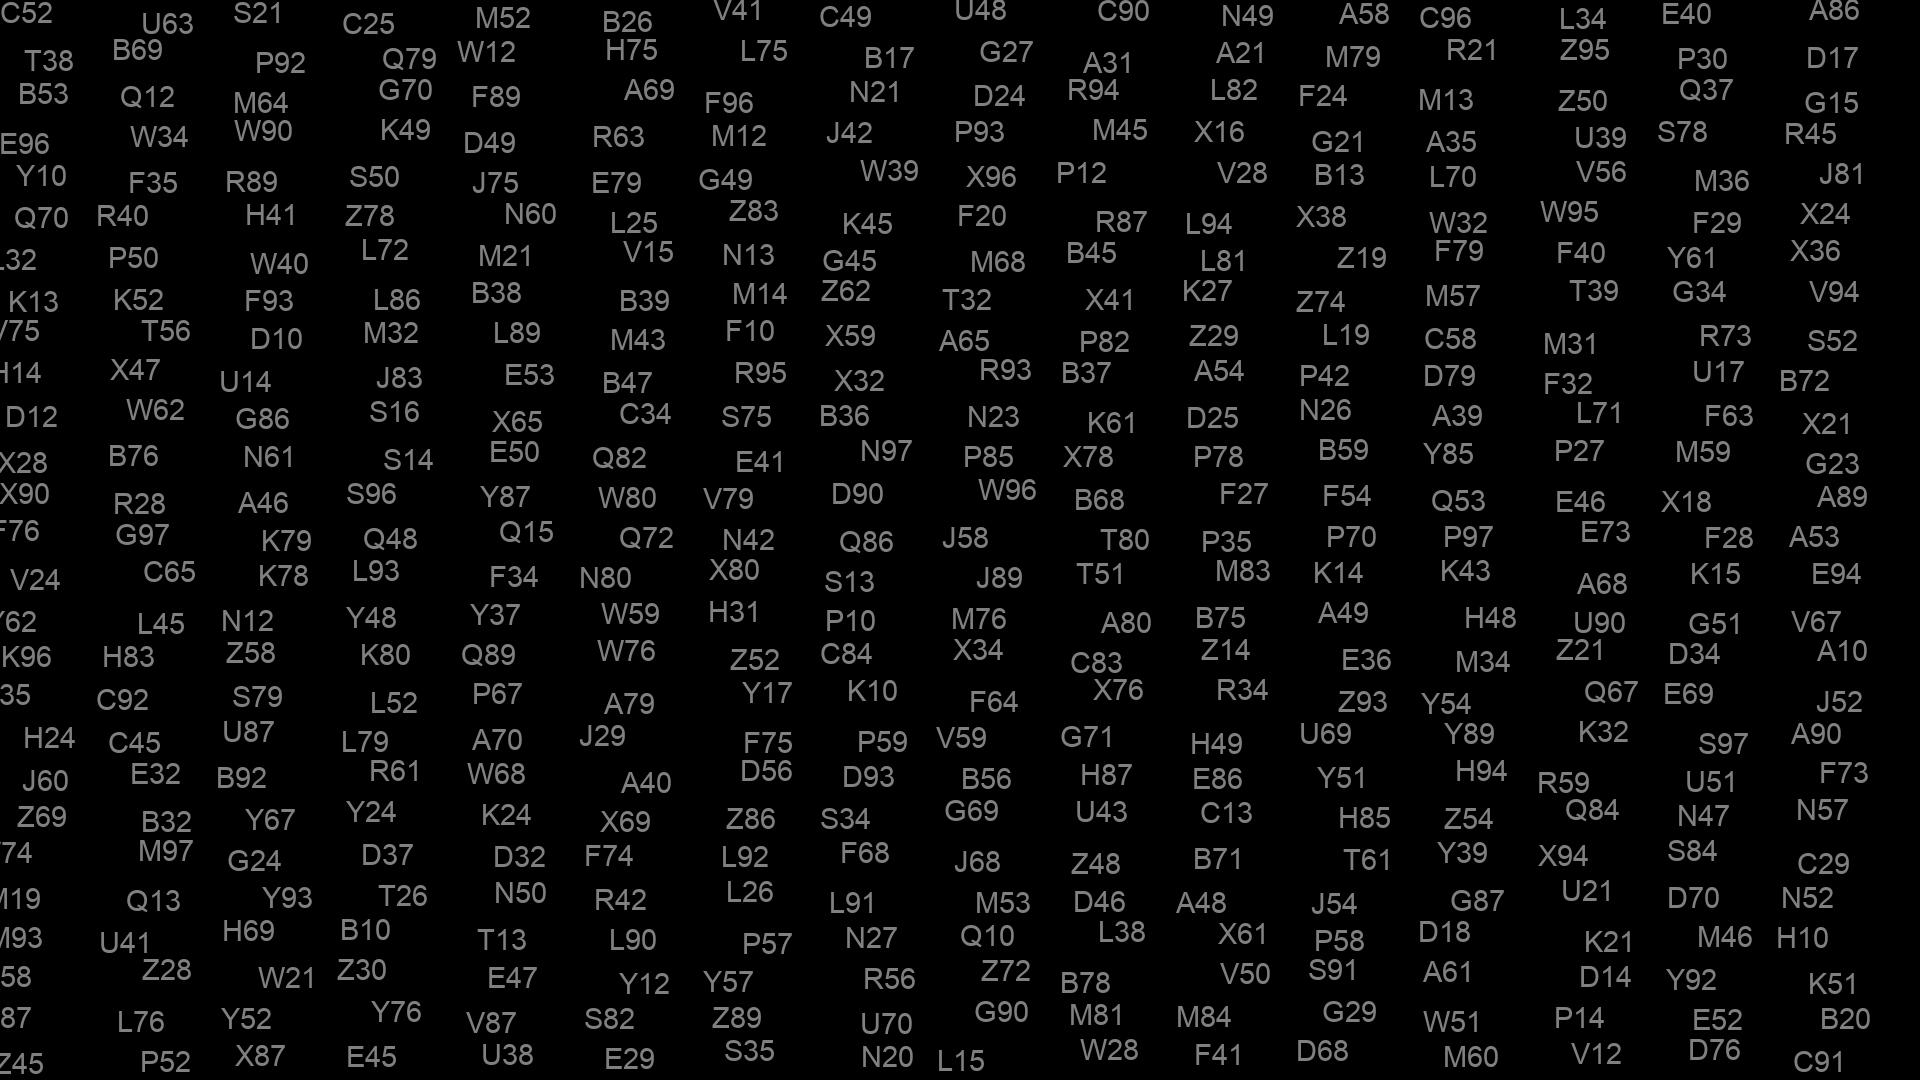 C52 U63 S21 C25 M52 B26 V41 C49 U48 C90 N49 A58 C96 L34 E40 A86
T38 B69 P92 Q79 W12 H75 L75 B17 G27 A31 A21 M79 R21 Z95 P30 D17
B53 Q12 M64 G70 F89 A69 F96 N21 D24 R94 L82 F24 M13 Z50 Q37 G15
E96 W34 W90 K49 D49 R63 M12 J42 P93 M45 X16 G21 A35 U39 S78 R45
Y10 F35 R89 S50 J75 E79 G49 W39 X96 P12 V28 B13 L70 V56 M36 J81
Q70 R40 H41 Z78 N60 L25 Z83 K45 F20 R87 L94 X38 W32 W95 F29 X24
L32 P50 W40 L72 M21 V15 N13 G45 M68 B45 L81 Z19 F79 F40 Y61 X36
K13 K52 F93 L86 B38 B39 M14 Z62 T32 X41 K27 Z74 M57 T39 G34 V94
V75 T56 D10 M32 L89 M43 F10 X59 A65 P82 Z29 L19 C58 M31 R73 S52
H14 X47 U14 J83 E53 B47 R95 X32 R93 B37 A54 P42 D79 F32 U17 B72
D12 W62 G86 S16 X65 C34 S75 B36 N23 K61 D25 N26 A39 L71 F63 X21
X28 B76 N61 S14 E50 Q82 E41 N97 P85 X78 P78 B59 Y85 P27 M59 G23
X90 R28 A46 S96 Y87 W80 V79 D90 W96 B68 F27 F54 Q53 E46 X18 A89
F76 G97 K79 Q48 Q15 Q72 N42 Q86 J58 T80 P35 P70 P97 E73 F28 A53
V24 C65 K78 L93 F34 N80 X80 S13 J89 T51 M83 K14 K43 A68 K15 E94
Y62 L45 N12 Y48 Y37 W59 H31 P10 M76 A80 B75 A49 H48 U90 G51 V67
K96 H83 Z58 K80 Q89 W76 Z52 C84 X34 C83 Z14 E36 M34 Z21 D34 A10
35 C92 S79 L52 P67 A79 Y17 K10 F64 X76 R34 Z93 Y54 Q67 E69 J52
H24 C45 U87 L79 A70 J29 F75 P59 V59 G71 H49 U69 Y89 K32 S97 A90
J60 E32 B92 R61 W68 A40 D56 D93 B56 H87 E86 Y51 H94 R59 U51 F73
Z69 B32 Y67 Y24 K24 X69 Z86 S34 G69 U43 C13 H85 Z54 Q84 N47 N57
74 M97 G24 D37 D32 F74 L92 F68 J68 Z48 B71 T61 Y39 X94 S84 C29
M19 Q13 Y93 T26 N50 R42 L26 L91 M53 D46 A48 J54 G87 U21 D70 N52
M93 U41 H69 B10 T13 L90 P57 N27 Q10 L38 X61 P58 D18 K21 M46 H10
58 Z28 W21 Z30 E47 Y12 Y57 R56 Z72 B78 V50 S91 A61 D14 Y92 K51
87 L76 Y52 Y76 V87 S82 Z89 U70 G90 M81 M84 G29 W51 P14 E52 B20
Z45 P52 X87 E45 U38 E29 S35 N20 L15 W28 F41 D68 M60 V12 D76 C91